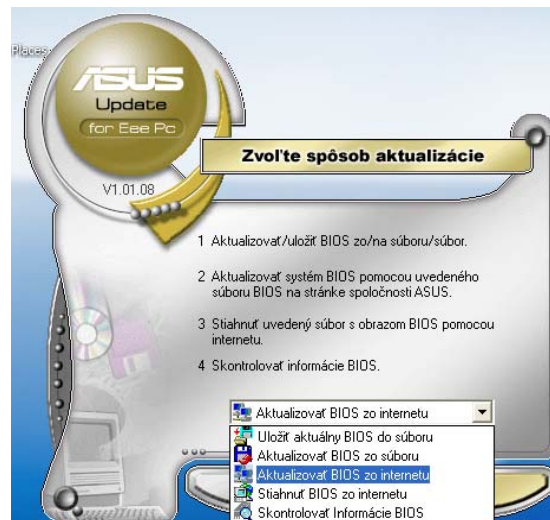 Places
ASUS
Update
for Eee Pc
V1.01.08
Zvoľte spôsob aktualizácie
1 Aktualizovať/uložiť BIOS zo/na súboru/súbor.
2 Aktualizovať systém BIOS pomocou uvedeného
súboru BIOS na stránke spoločnosti ASUS.
3 Stiahnuť uvedený súbor s obrazom BIOS pomocou
internetu.
4 Skontrolovať informácie BIOS.
Aktualizovať BIOS zo internetu
Uložiť aktuálny BIOS do súboru
Aktualizovať BIOS zo súboru
Aktualizovať BIOS zo internetu
Stiahnuť BIOS zo internetu
Skontrolovať Informácie BIOS